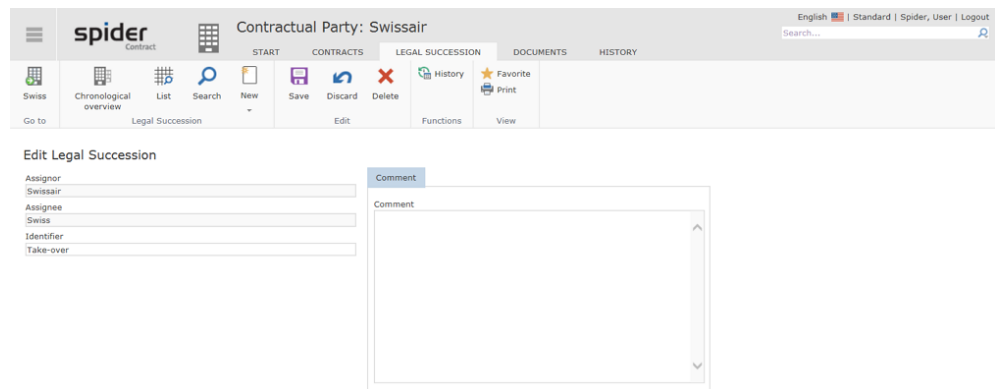 English | Standard | Spider, User | Logout
spider
Contract
Contractual Party: Swissair
Search...
START CONTRACTS LEGAL SUCCESSION DOCUMENTS HISTORY
Swiss
Chronological overview
List
Search
New
Save
Discard
Delete
History
Favorite
Print
Go to
Legal Succession
Edit
Functions
View
Edit Legal Succession
Assignor
Swissair
Assignee
Swiss
Identifier
Take-over
Comment
Comment